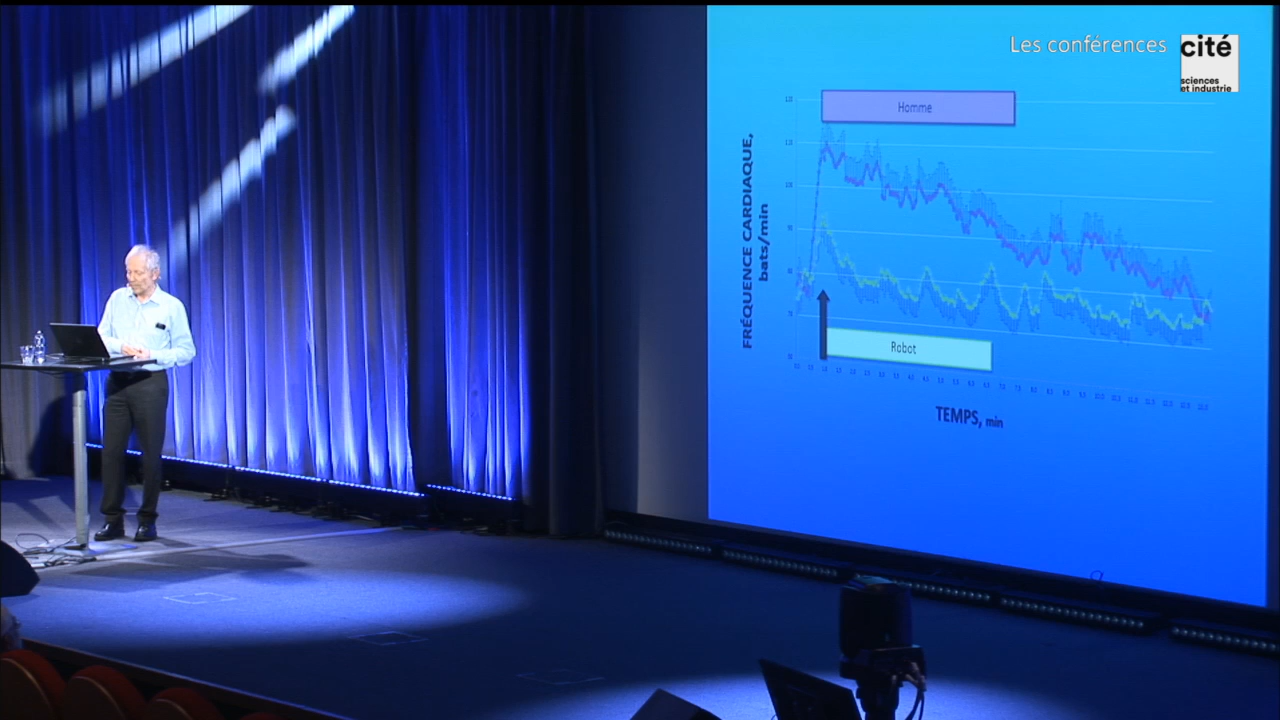 Les conférences
cité
sciences
et industrie
Homme
FRÉQUENCE CARDIAQUE,
bats/min
Robot
TEMPS, min